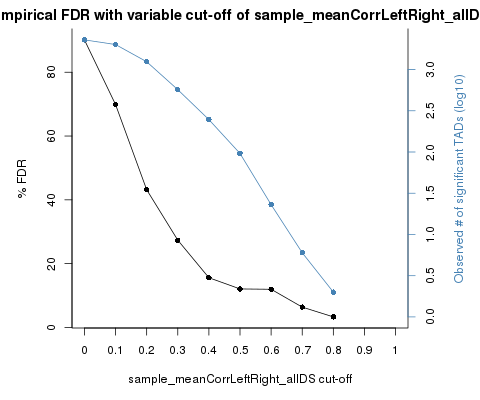 mpirical FDR with variable cut-off of sample_meanCorrLeftRight_allD
% FDR
80
60
40
20
0
3.0
2.5
2.0
1.5
1.0
0.5
0.0
Observed # of significant TADs (log10)
0 0.1 0.2 0.3 0.4 0.5 0.6 0.7 0.8 0.9 1
sample_meanCorrLeftRight_allDS cut-off